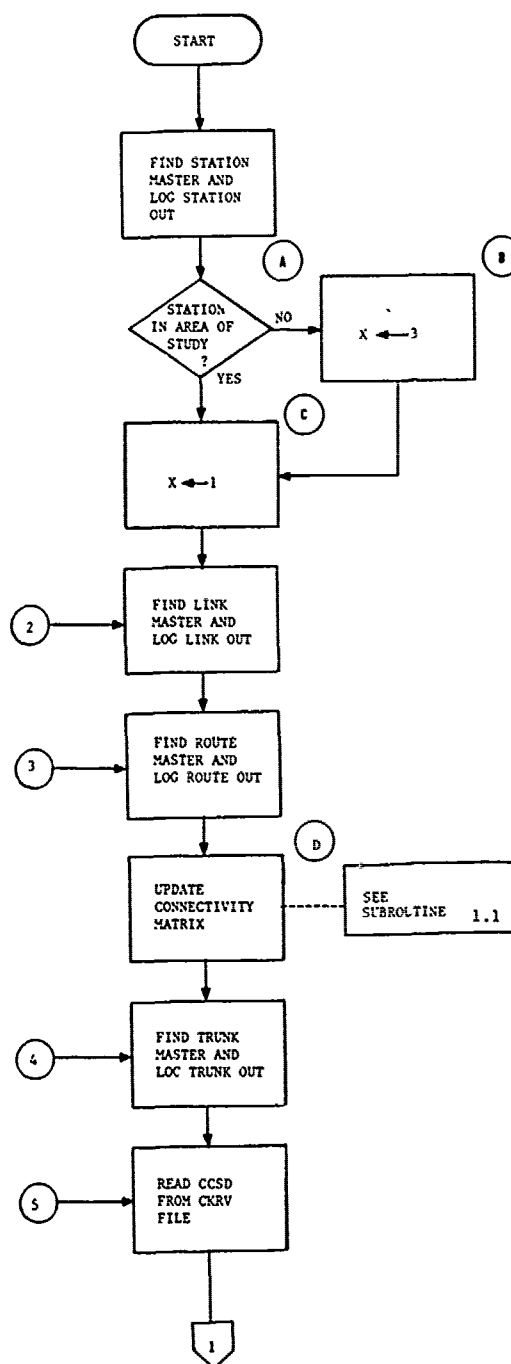 START
FIND STATION
MASTER AND
LOG STATION
OUT
A
B
STATION
IN AREA OF
STUDY
?
NO
YES
X ← 3
C
X ← 1
2
FIND LINK
MASTER AND
LOG LINK OUT
3
FIND ROUTE
MASTER AND
LOG ROUTE OUT
D
UPDATE
CONNECTIVITY
MATRIX
SEE
SUBROLTINE 1.1
4
FIND TRUNK
MASTER AND
LOC TRUNK OUT
5
READ CCSD
FROM CKRV
FILE
1